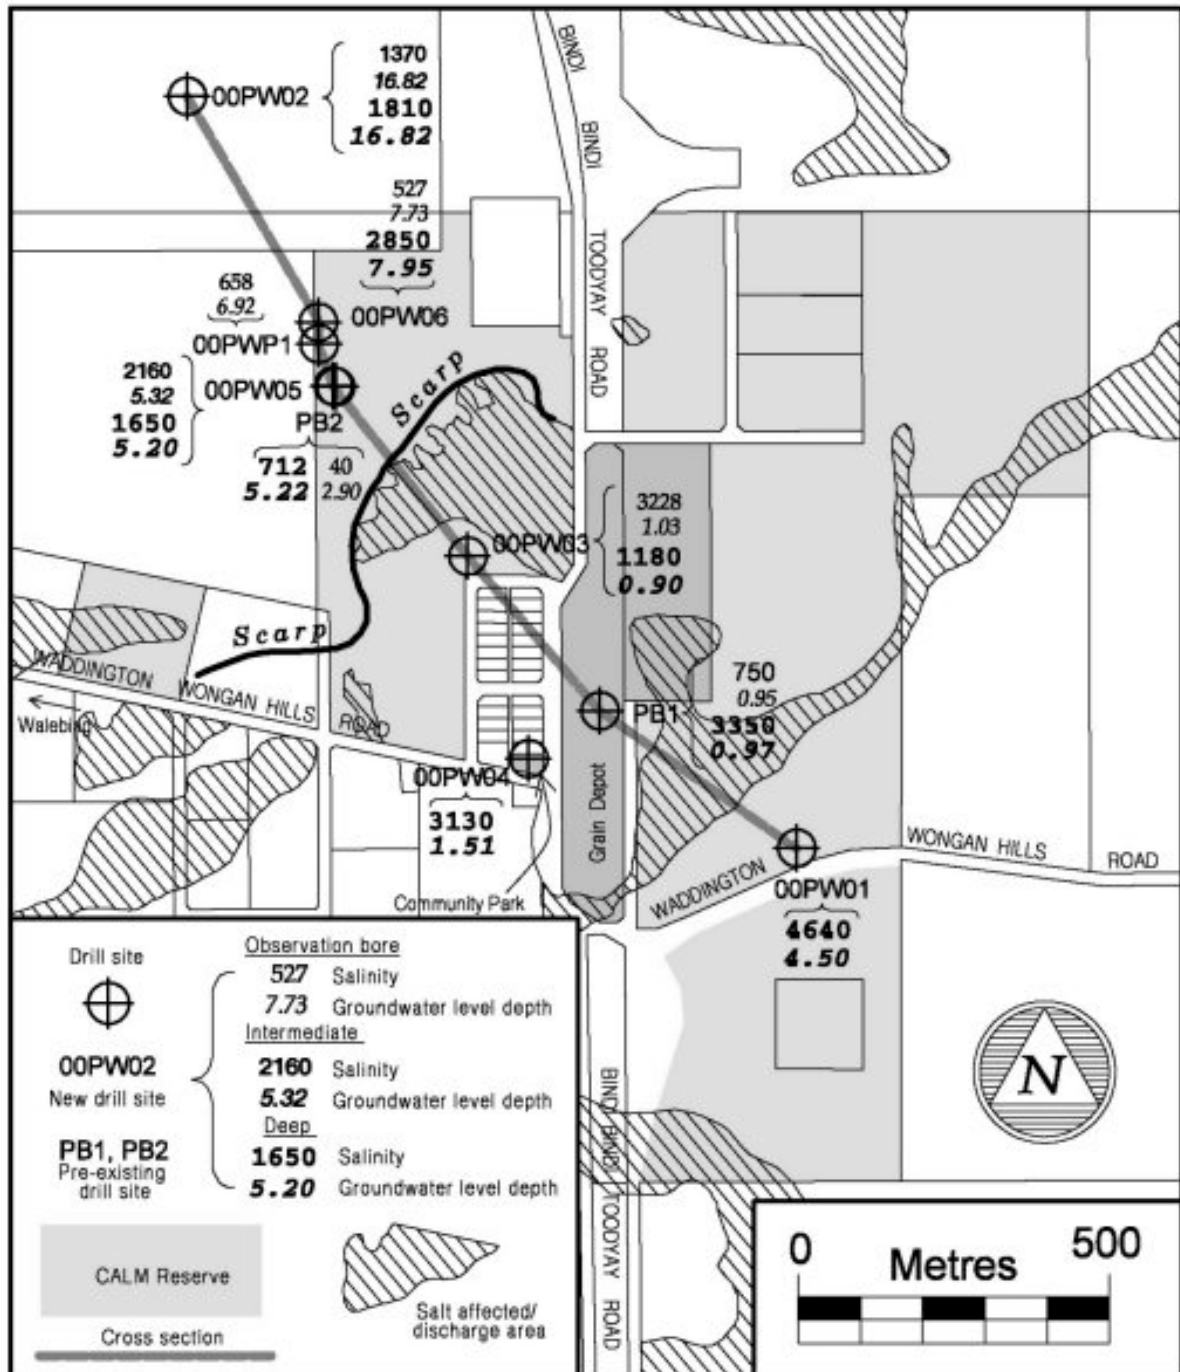 1370
16.82
00PW02
1810
16.82
BINDI
BINDI
TOODYAY
ROAD
527
7.73
2850
7.95
658
6.92
00PW06
00PWP1
2160
5.32
00PW05
1650
5.20
PB2
712 40
5.22 2.90
Scarp
00PW03
3228
1.03
1180
0.90
Scarp
WADDINGTON
WONGAN HILLS
ROAD
Walebing
750
0.95
PB1
3350
0.97
00PW04
3130
1.51
Grain Depot
Community Park
WADDINGTON
WONGAN HILLS
ROAD
00PW01
4640
4.50
Drill site
00PW02
New drill site
PB1, PB2
Pre-existing
drill site
Observation bore
527 Salinity
7.73 Groundwater level depth
Intermediate
2160 Salinity
5.32 Groundwater level depth
Deep
1650 Salinity
5.20 Groundwater level depth
CALM Reserve
Salt affected/
discharge area
Cross section
BINDI
BINDI
TOODYAY
ROAD
N
0 500
Metres